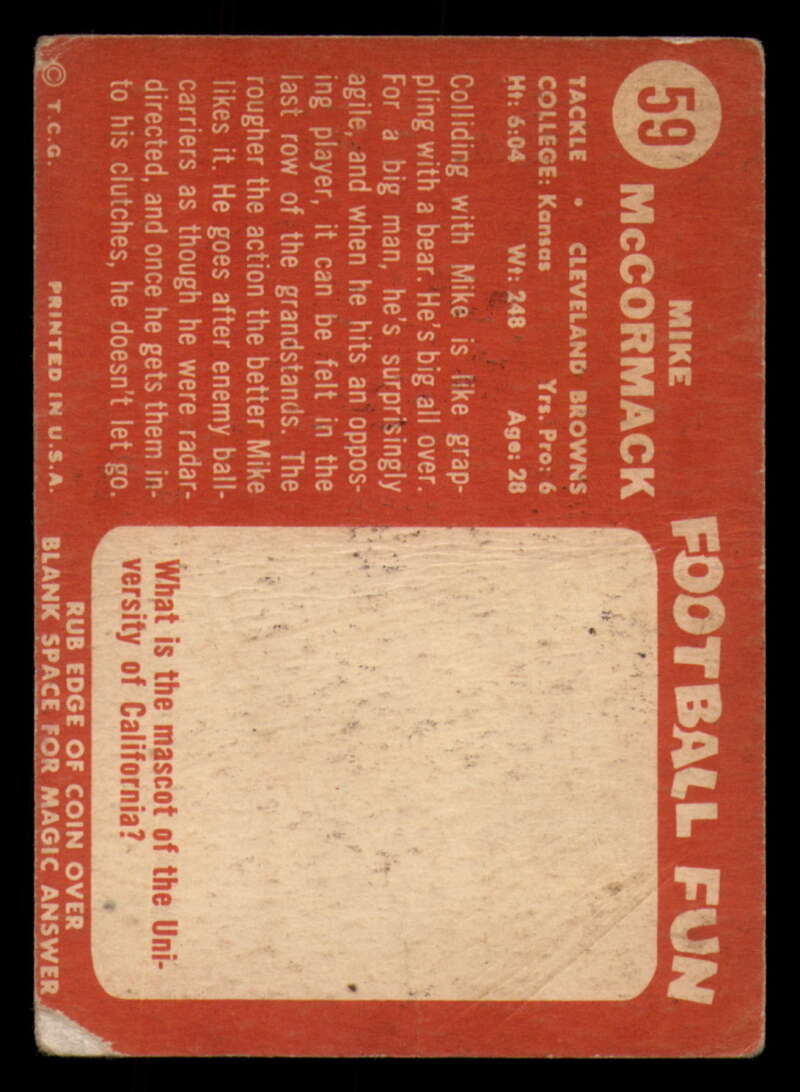 59
MIKE
McCORMACK
TACKLE • CLEVELAND BROWNS
COLLEGE: Kansas Yrs. Pro: 6
Ht: 6:04 Wt: 248 Age: 28
Colliding with Mike is like grap-
pling with a bear. He's big all over.
For a big man, he's surprisingly
agile, and when he hits an oppos-
ing player, it can be felt in the
last row of the grandstands. The
rougher the action the better Mike
likes it. He goes after enemy ball-
carriers as though he were radar-
directed, and once he gets them in-
to his clutches, he doesn't let go.
© T.C.G. PRINTED IN U.S.A.
FOOTBALL FUN
What is the mascot of the Uni-
versity of California?
RUB EDGE OF COIN OVER
BLANK SPACE FOR MAGIC ANSWER